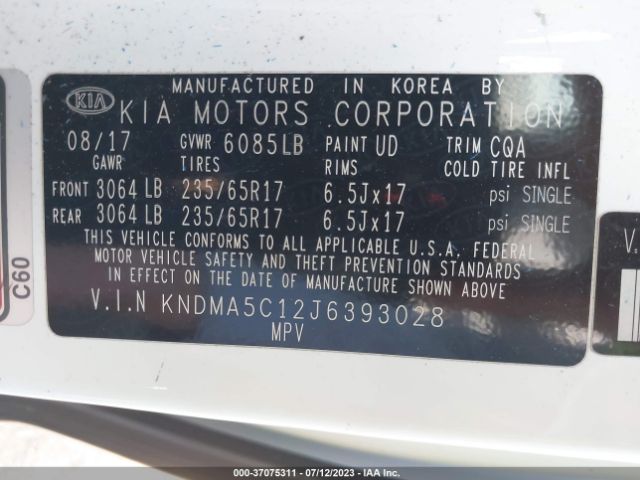 MANUFACTURED IN KOREA BY
KIA KIA MOTORS CORPORATION
08/17 GVWR 6085LB PAINT UD TRIM CQA
GAWR TIRES RIMS COLD TIRE INFL
FRONT 3064 LB 235/65R17 6.5Jx17 psi SINGLE
REAR 3064 LB 235/65R17 6.5Jx17 psi SINGLE
THIS VEHICLE CONFORMS TO ALL APPLICABLE U.S.A. FEDERAL
MOTOR VEHICLE SAFETY AND THEFT PREVENTION STANDARDS
IN EFFECT ON THE DATE OF MANUFACTURE SHOWN ABOVE
V.I.N KNDMA5C12J6393028
MPV
C60
V.
000-37075311 - 07/12/2023 - IAA Inc.